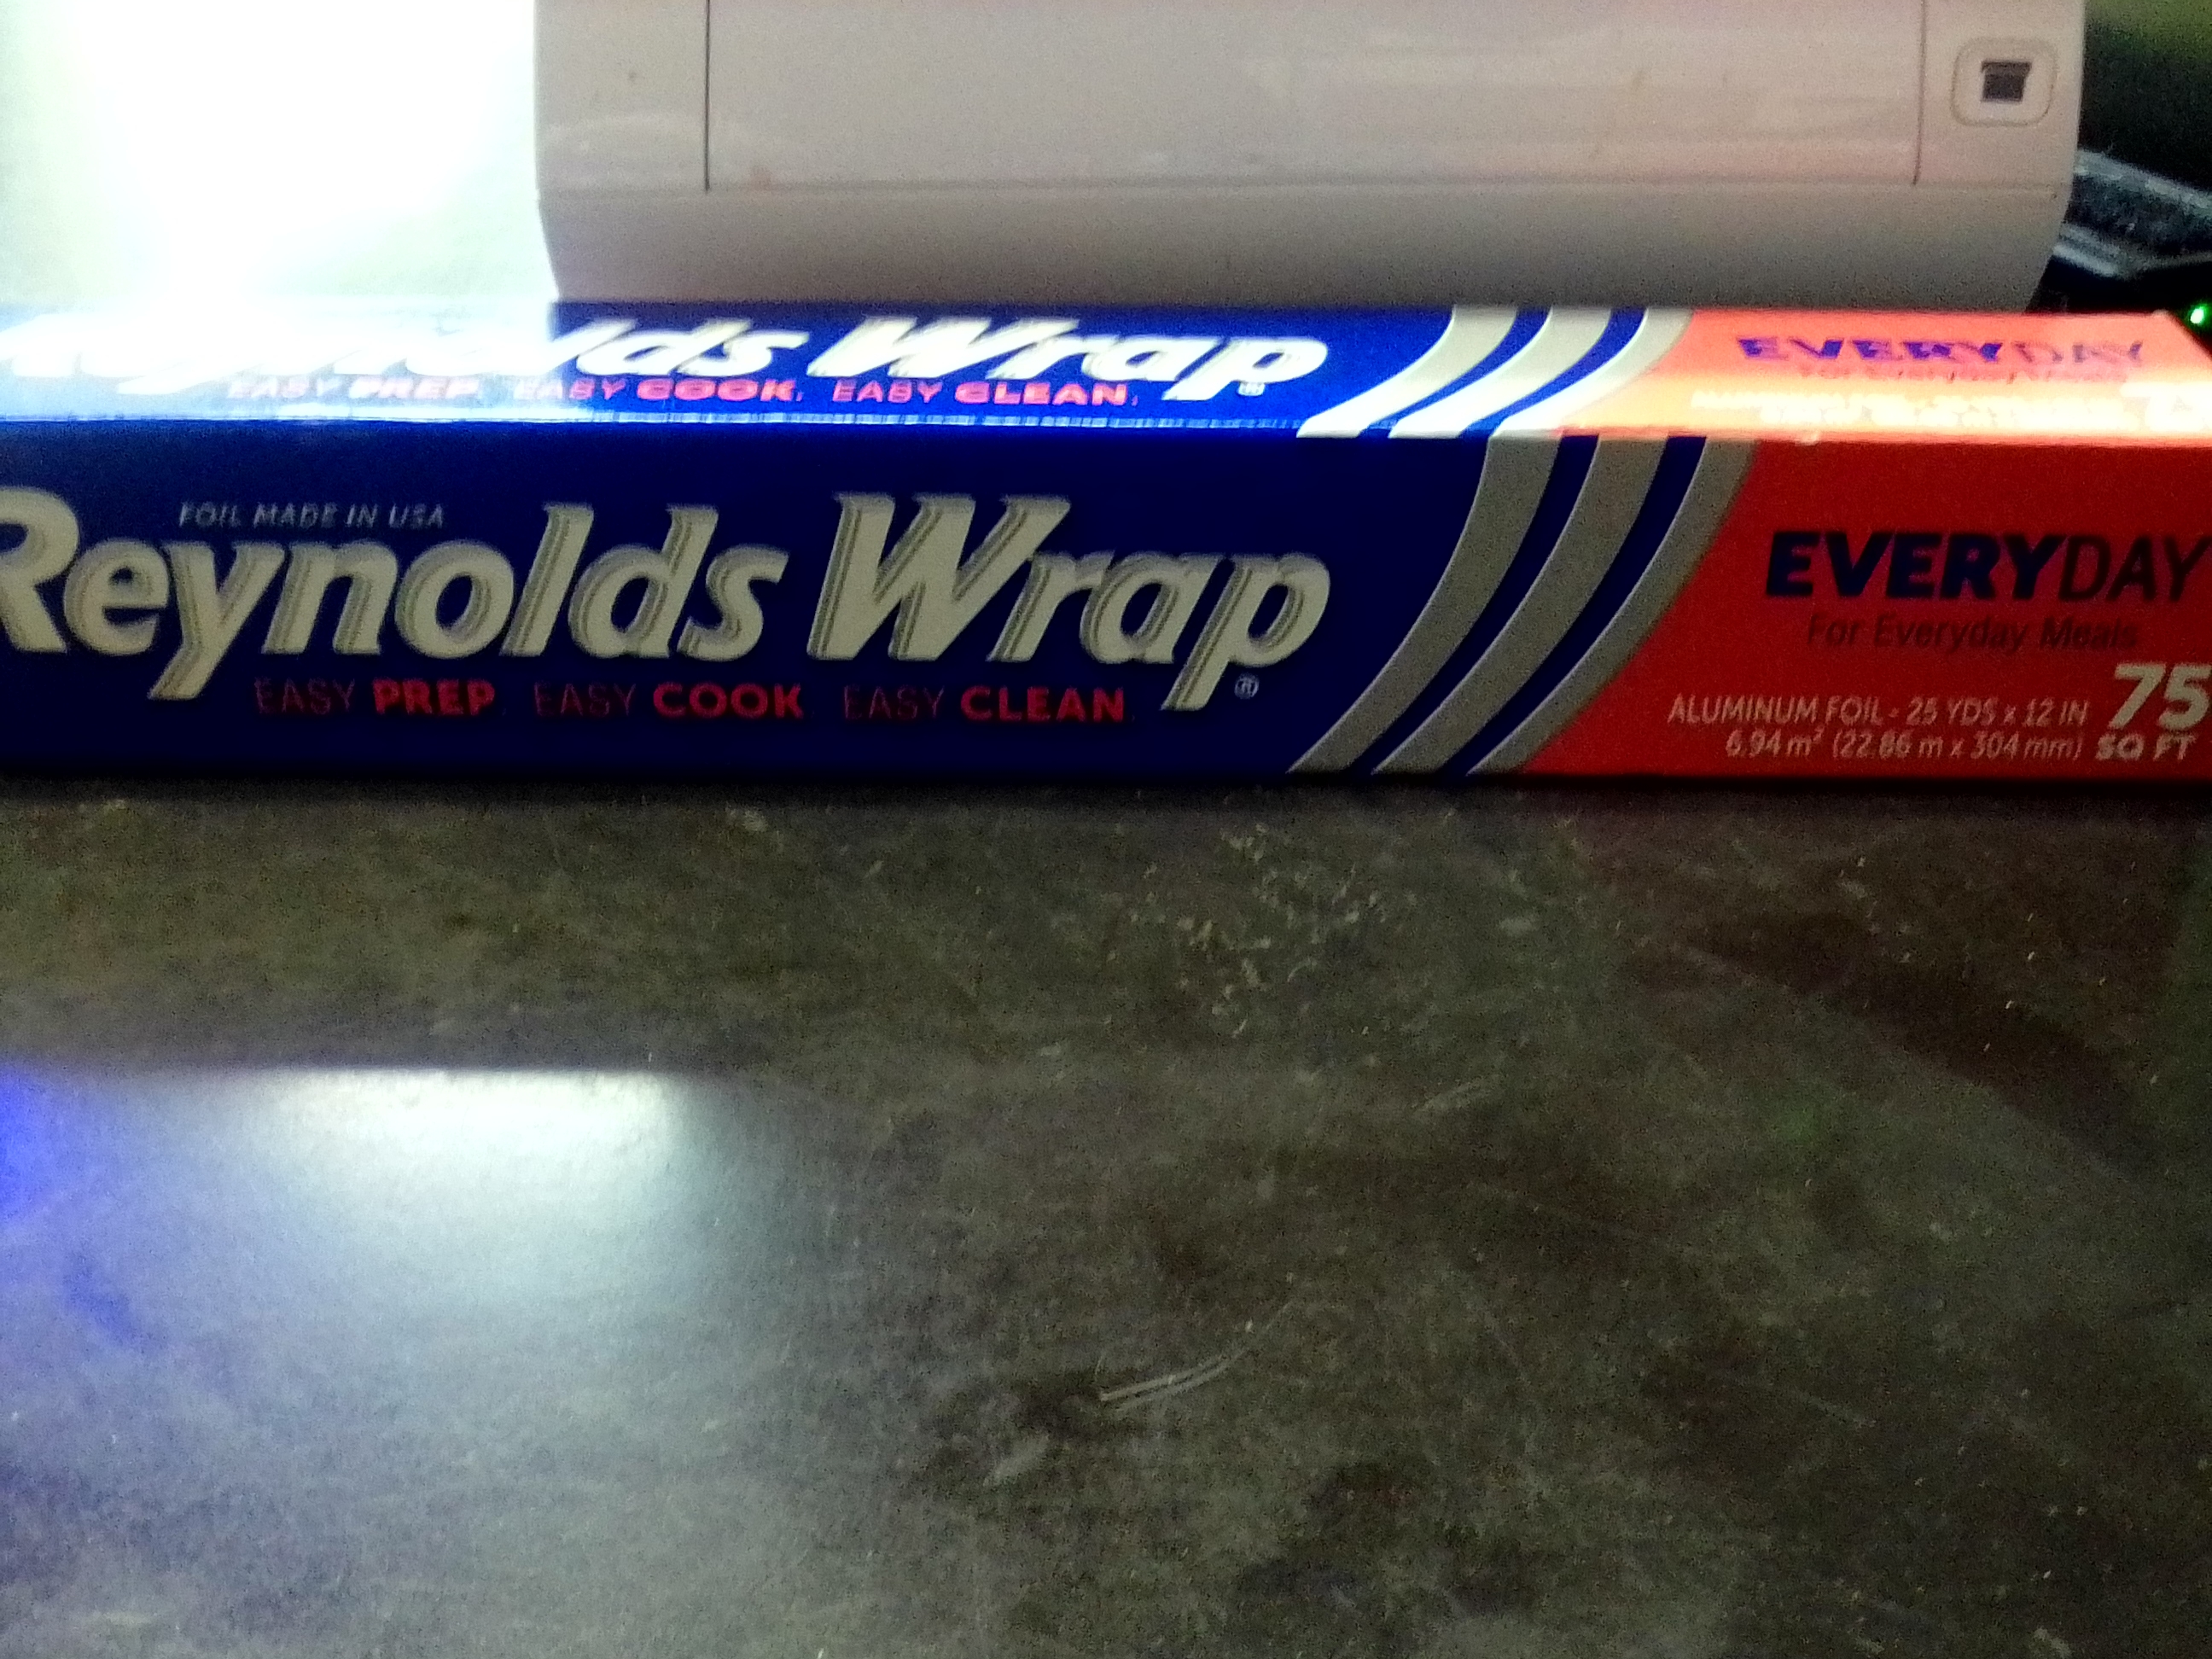 Reynolds Wrap®
EASY PREP. EASY COOK. EASY CLEAN.
EVERYDAY
FOIL MADE IN USA
Reynolds Wrap®
EASY PREP. EASY COOK. EASY CLEAN.
EVERYDAY
For Everyday Meals
ALUMINUM FOIL - 25 YDS x 12 IN
6.94 m² (22.86 m x 304 mm)
75
SQ FT